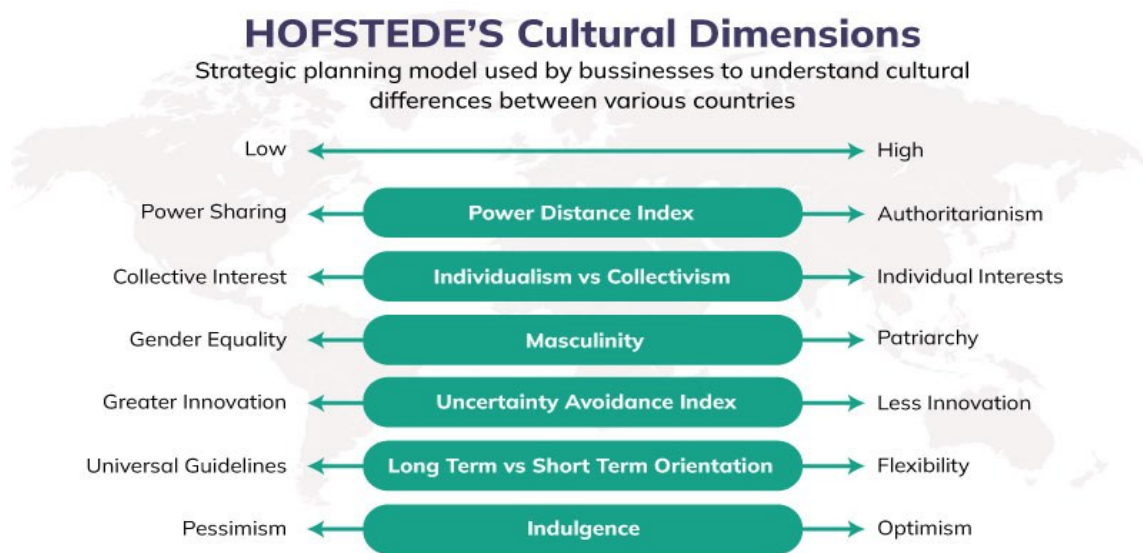 HOFSTEDE'S Cultural Dimensions
Strategic planning model used by bussinesses to understand cultural
differences between various countries
Low High
Power Sharing Power Distance Index Authoritarianism
Collective Interest Individualism vs Collectivism Individual Interests
Gender Equality Masculinity Patriarchy
Greater Innovation Uncertainty Avoidance Index Less Innovation
Universal Guidelines Long Term vs Short Term Orientation Flexibility
Pessimism Indulgence Optimism